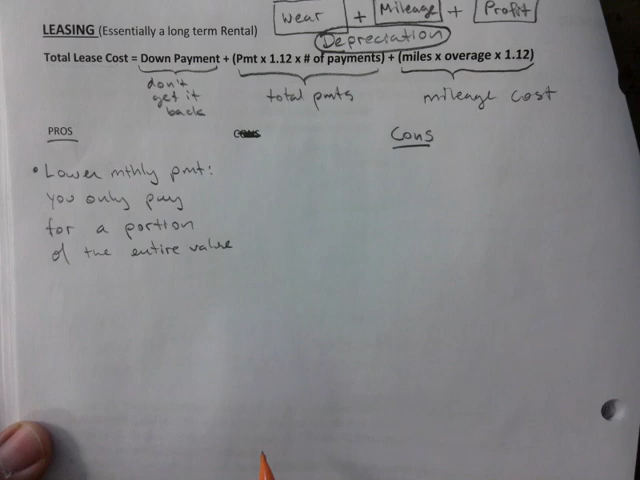 Wear + Mileage + Profit
LEASING (Essentially a long term Rental)
Depreciation
Total Lease Cost = Down Payment + (Pmt x 1.12 x # of payments) + (miles x overage x 1.12)
don't
get it
back
total pmts
mileage cost
PROS
Cons
• Lower mthly pmt:
you only pay
for a portion
of the entire value